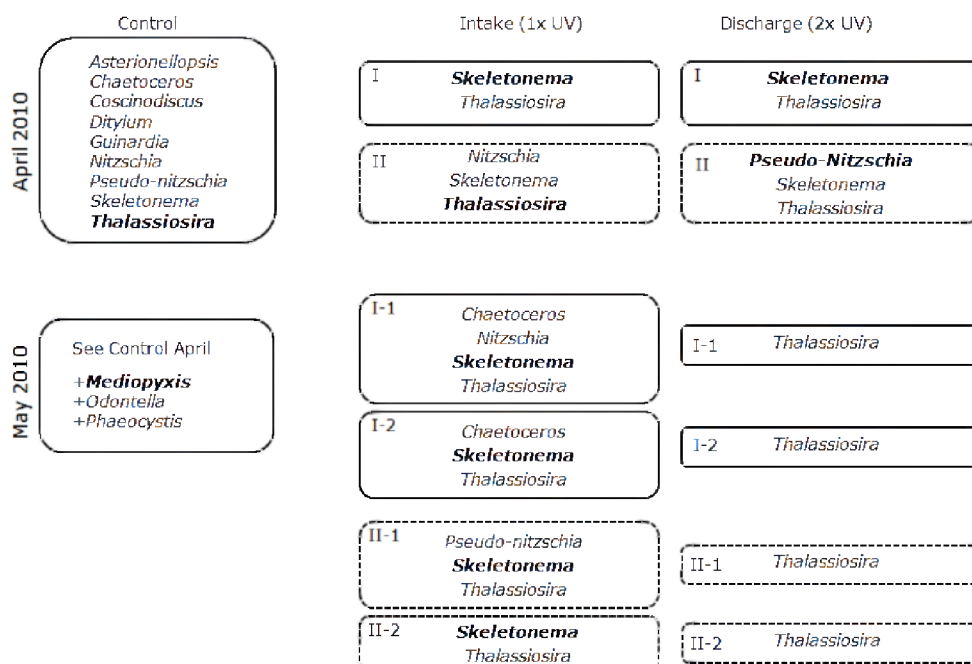 Control
Intake (1x UV)
Discharge (2x UV)
April 2010
Asterionellopsis
Chaetoceros
Coscinodiscus
Ditylum
Guinardia
Nitzschia
Pseudo-nitzschia
Skeletonema
Thalassiosira
I
Skeletonema
Thalassiosira
I
Skeletonema
Thalassiosira
II
Nitzschia
Skeletonema
Thalassiosira
II
Pseudo-Nitzschia
Skeletonema
Thalassiosira
May 2010
See Control April
+Mediopyxis
+Odontella
+Phaeocystis
I-1
Chaetoceros
Nitzschia
Skeletonema
Thalassiosira
I-1
Thalassiosira
I-2
Chaetoceros
Skeletonema
Thalassiosira
I-2
Thalassiosira
II-1
Pseudo-nitzschia
Skeletonema
Thalassiosira
II-1
Thalassiosira
II-2
Skeletonema
Thalassiosira
II-2
Thalassiosira